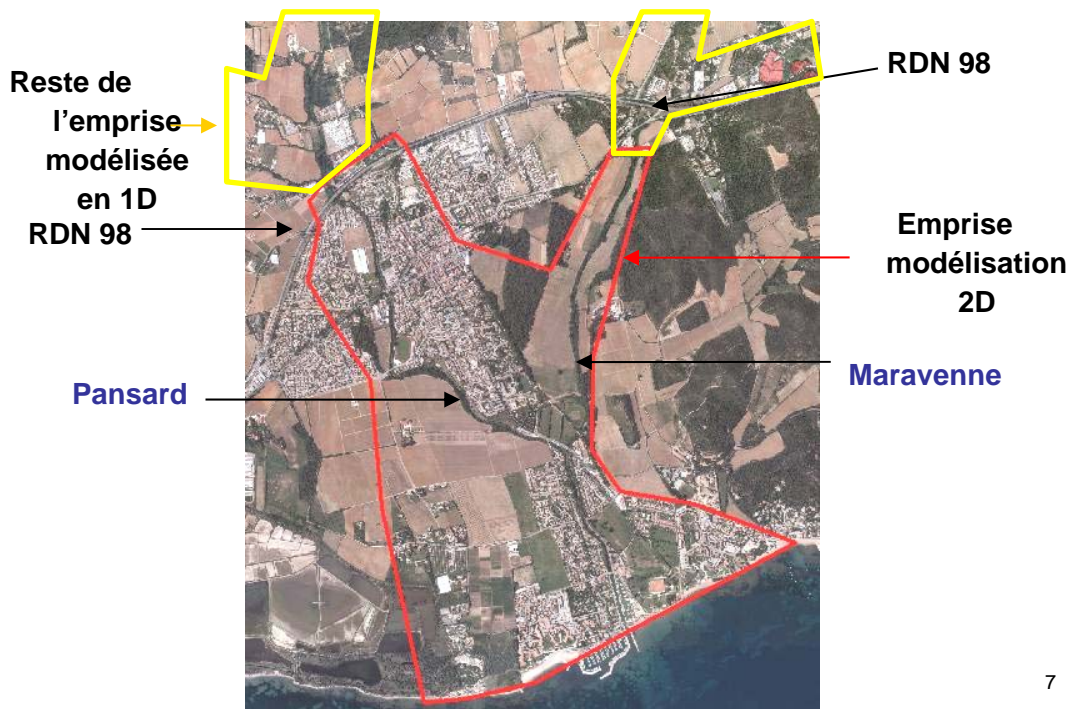 Reste de
l'emprise
modélisée
en 1D
RDN 98
RDN 98
Emprise
modélisation
2D
Pansard
Maravenne
7